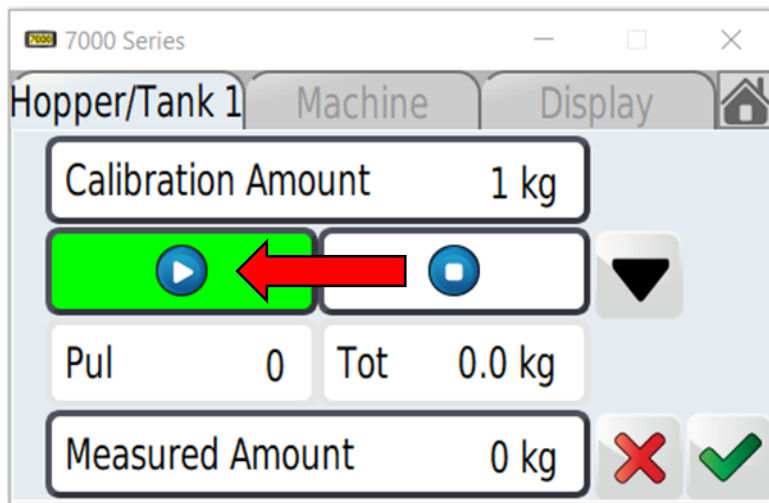 7000 7000 Series
Hopper/Tank 1 Machine Display
Calibration Amount 1 kg
Pul 0 Tot 0.0 kg
Measured Amount 0 kg